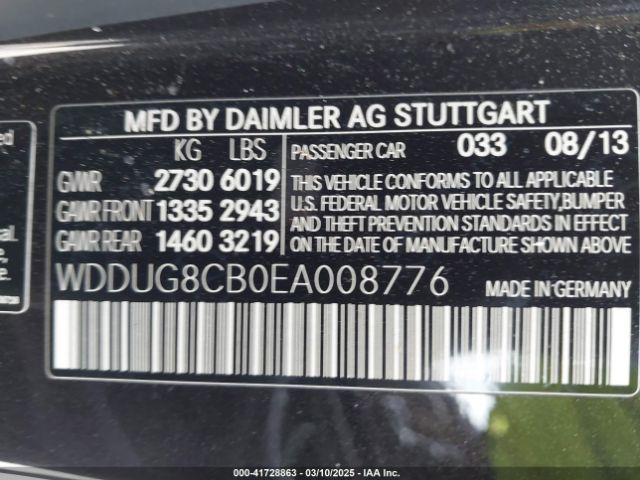 MFD BY DAIMLER AG STUTTGART
KG LBS
GWR 2730 6019
GAWR FRONT 1335 2943
GAWR REAR 1460 3219
PASSENGER CAR 033 08/13
THIS VEHICLE CONFORMS TO ALL APPLICABLE
U.S. FEDERAL MOTOR VEHICLE SAFETY,BUMPER
AND THEFT PREVENTION STANDARDS IN EFFECT
ON THE DATE OF MANUFACTURE SHOWN ABOVE
WDDUG8CB0EA008776
MADE IN GERMANY
000-41728863 — 03/10/2025 — IAA, Inc.